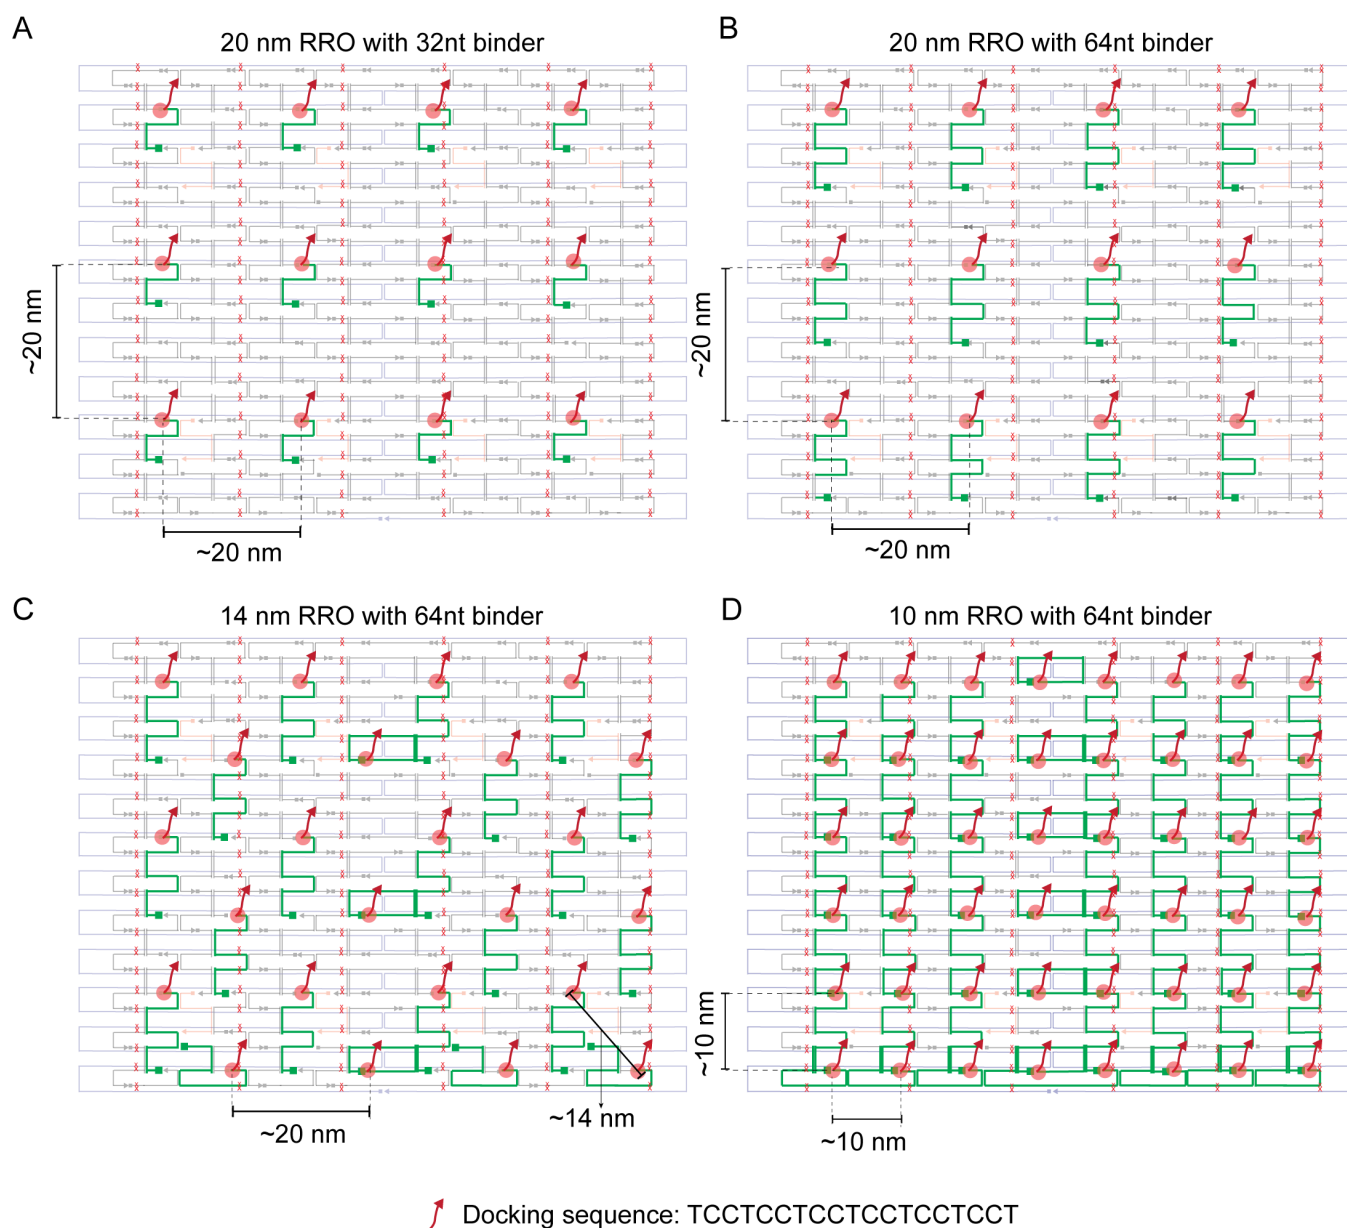 A
20 nm RRO with 32nt binder
~20 nm
~20 nm
B
20 nm RRO with 64nt binder
~20 nm
~20 nm
C
14 nm RRO with 64nt binder
~20 nm
~14 nm
D
10 nm RRO with 64nt binder
~10 nm
~10 nm
Docking sequence: TCCTCCTCCTCCTCCTCCT